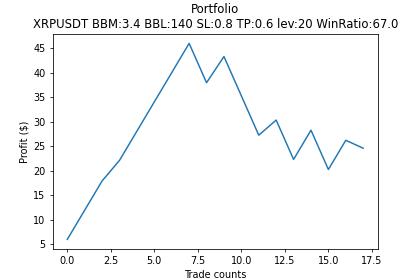 Portfolio
XRPUSDT BBM:3.4 BBL:140 SL:0.8 TP:0.6 lev:20 WinRatio:67.0
45
40
35
30
25
20
15
10
5
Profit ($)
0.0 2.5 5.0 7.5 10.0 12.5 15.0 17.5
Trade counts